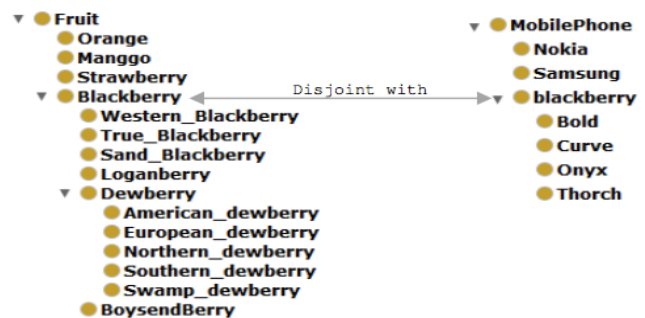 Fruit
Orange
Manggo
Strawberry
Blackberry
Western_Blackberry
True_Blackberry
Sand_Blackberry
Loganberry
Dewberry
American_dewberry
European_dewberry
Northern_dewberry
Southern_dewberry
Swamp_dewberry
BoysendBerry
Disjoint with
MobilePhone
Nokia
Samsung
blackberry
Bold
Curve
Onyx
Thorch